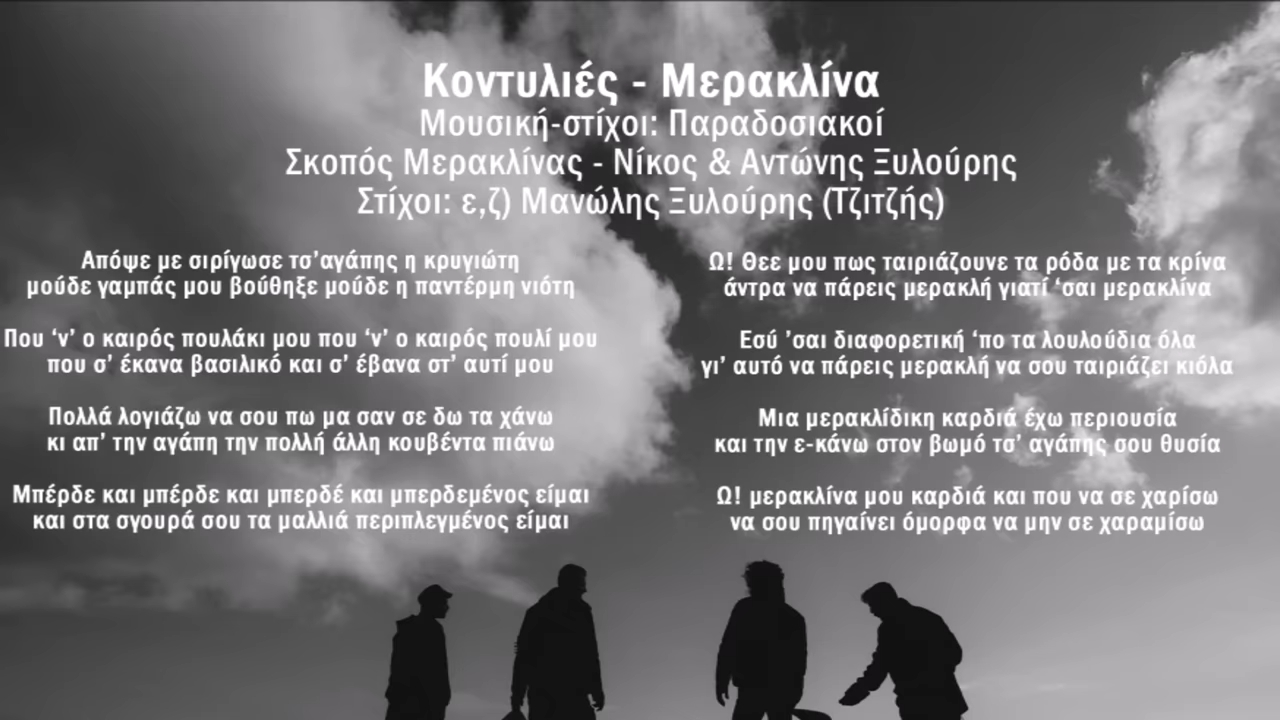 Κοντυλιές - Μερακλίνα
Μουσική-στίχοι: Παραδοσιακοί
Σκοπός Μερακλίνας - Νίκος & Αντώνης Ξυλούρης
Στίχοι: ε,ζ) Μανώλης Ξυλούρης (Τζιτζής)
Απόψε με σιρίγωσε τσ’αγάπης η κρυγιώτη
μούδε γαμπάς μου βούθηξε μούδε η παντέρμη νιότη
Που ‘ν’ ο καιρός πουλάκι μου που ‘ν’ ο καιρός πουλί μου
που σ’ έκανα βασιλικό και σ’ έβανα στ’ αυτί μου
Πολλά λογιάζω να σου πω μα σαν σε δω τα χάνω
κι απ’ την αγάπη την πολλή άλλη κουβέντα πιάνω
Μπέρδε και μπέρδε και μπερδέ και μπερδεμένος είμαι
και στα σγουρά σου τα μαλλιά περιπλεγμένος είμαι
Ω! Θεε μου πως ταιριάζουνε τα ρόδα με τα κρίνα
άντρα να πάρεις μερακλή γιατί ‘σαι μερακλίνα
Εσύ ’σαι διαφορετική ‘πο τα λουλούδια όλα
γι’ αυτό να πάρεις μερακλή να σου ταιριάζει κιόλα
Μια μερακλίδικη καρδιά έχω περιουσία
και την ε-κάνω στον βωμό τσ’ αγάπης σου θυσία
Ω! μερακλίνα μου καρδιά και που να σε χαρίσω
να σου πηγαίνει όμορφα να μην σε χαραμίσω